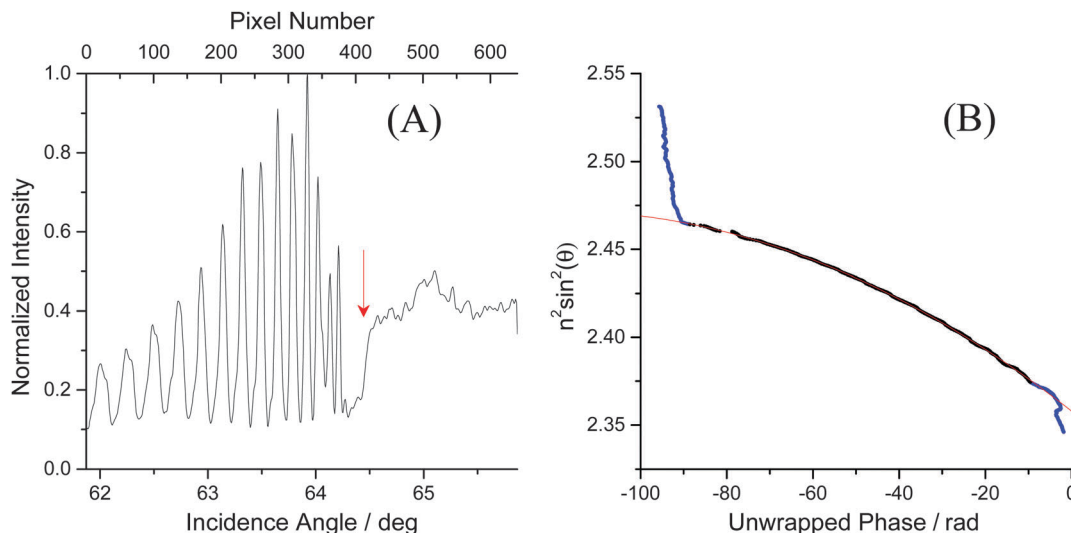 Pixel Number
0 100 200 300 400 500 600
1.0
0.8
0.6
0.4
0.2
0.0
Normalized Intensity
(A)
62 63 64 65
Incidence Angle / deg
2.55
2.50
2.45
2.40
2.35
n²sin²(θ)
(B)
-100 -80 -60 -40 -20 0
Unwrapped Phase / rad